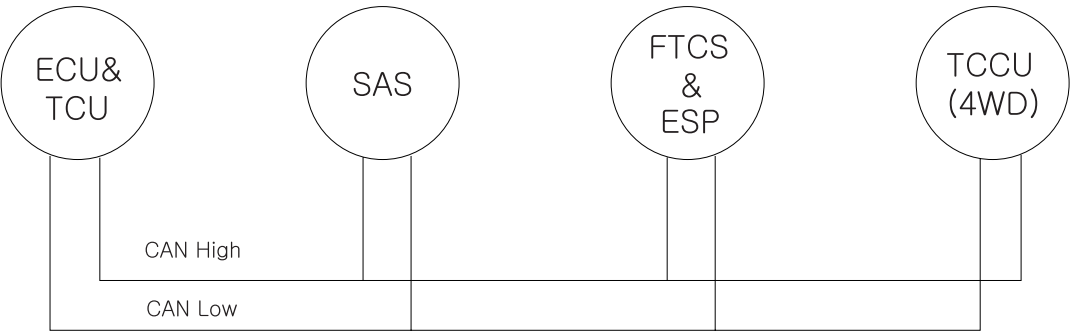 ECU&
TCU
SAS
FTCS
&
ESP
TCCU
(4WD)
CAN High
CAN Low